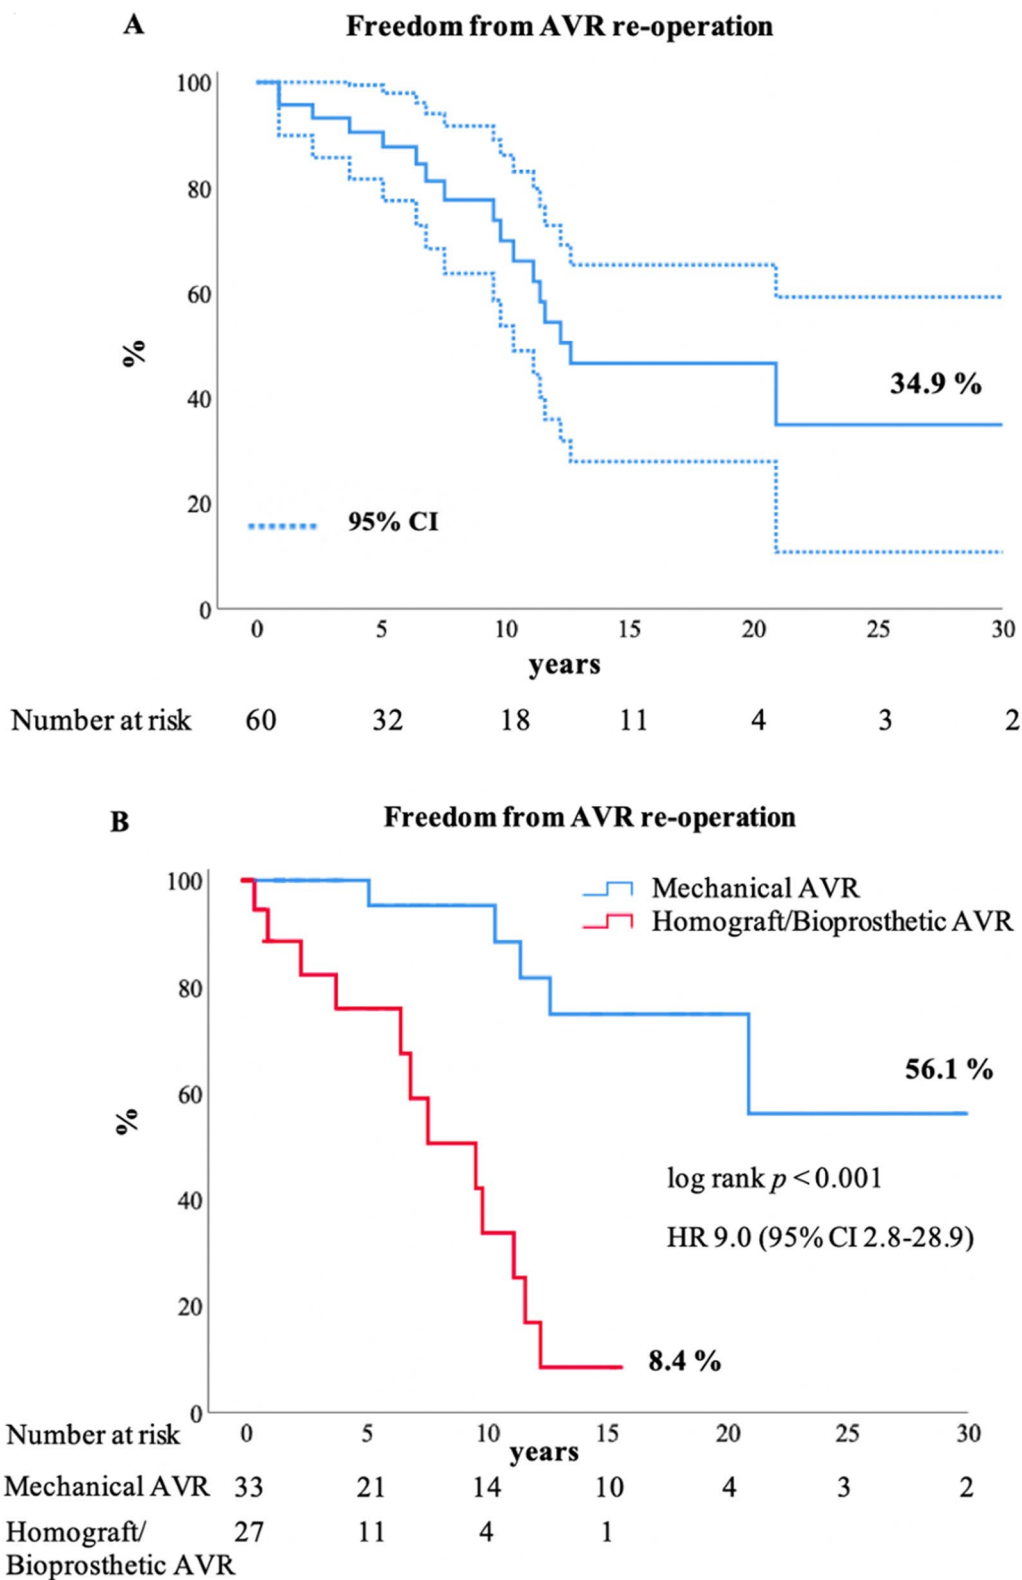 A
Freedom from AVR re-operation
100
80
60
40
20
0
%
34.9 %
95% CI
0 5 10 15 20 25 30
years
Number at risk 60 32 18 11 4 3 2
B
Freedom from AVR re-operation
100
80
60
40
20
0
%
Mechanical AVR
Homograft/Bioprosthetic AVR
56.1 %
log rank p < 0.001
HR 9.0 (95% CI 2.8-28.9)
8.4 %
Number at risk 0 5 10 15 20 25 30
years
Mechanical AVR 33 21 14 10 4 3 2
Homograft/ 27 11 4 1
Bioprosthetic AVR